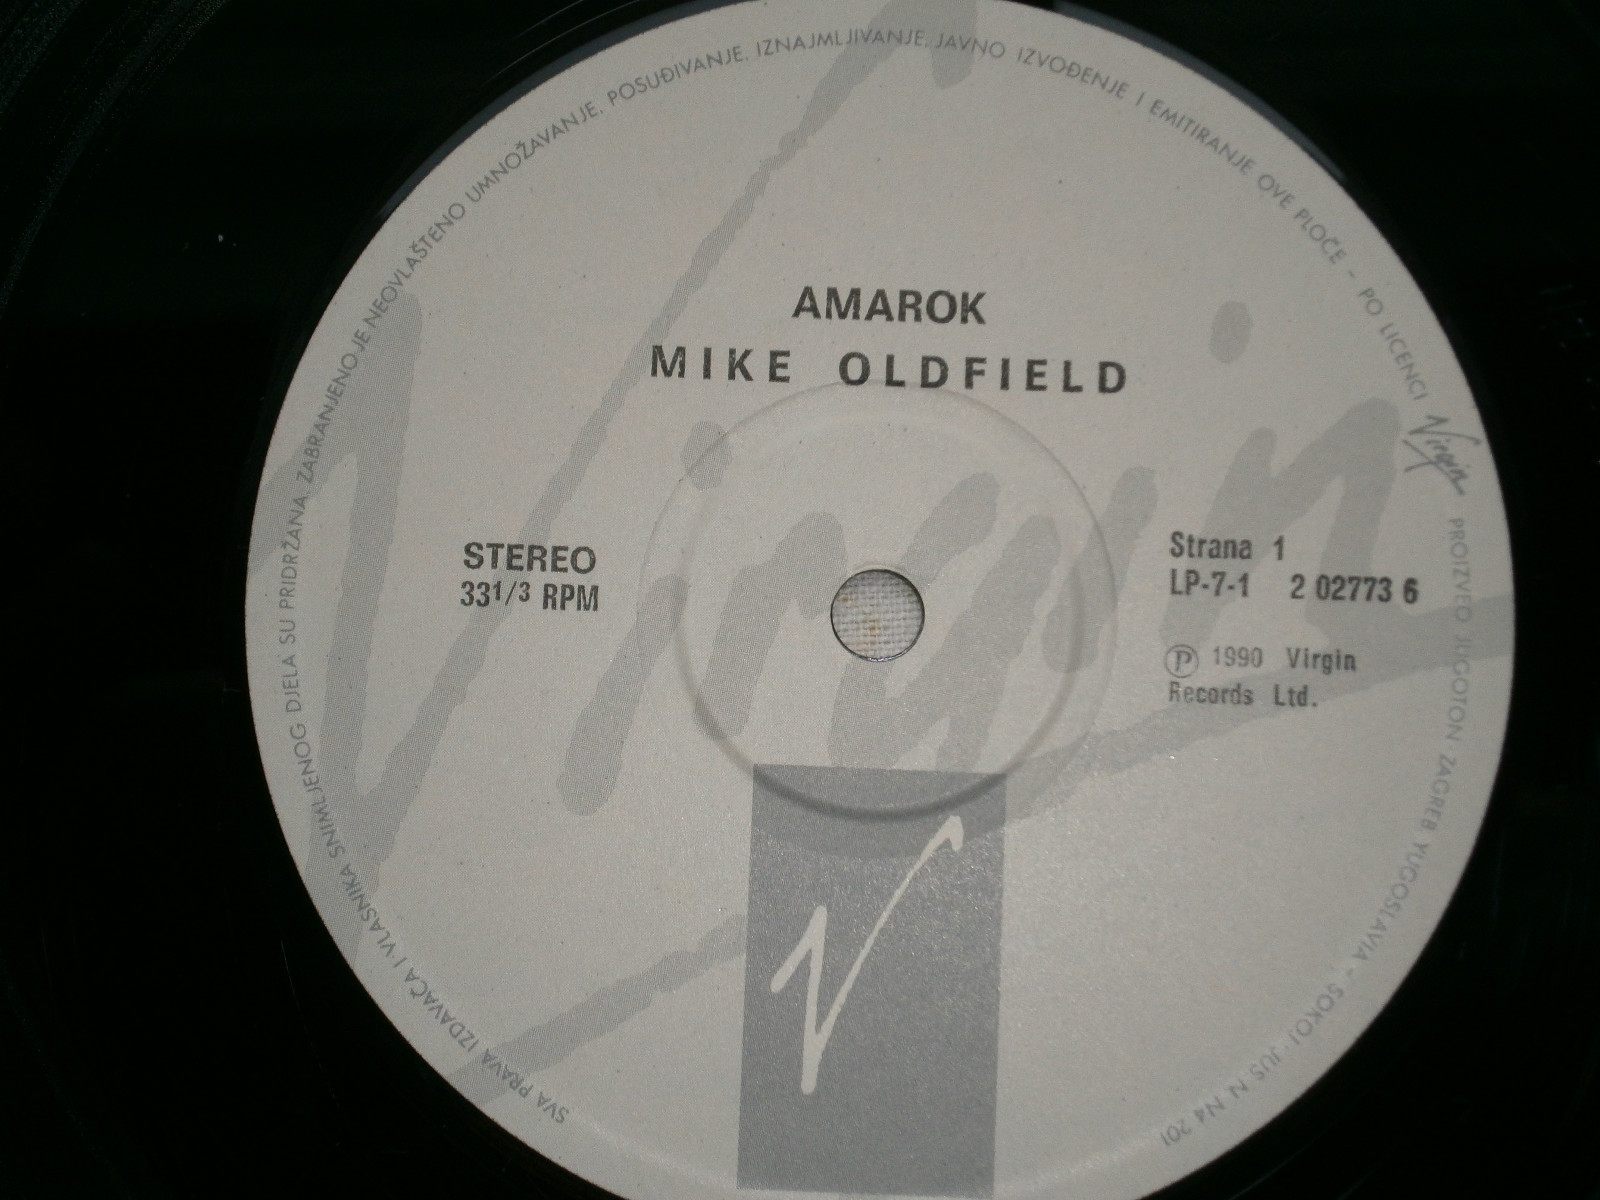 AMAROK
MIKE OLDFIELD
STEREO
33 1/3 RPM
Strana 1
LP-7-1 2 02773 6
Ⓟ 1990 Virgin
Records Ltd.
SVA PRAVA IZDAVAČA I VLASNIKA SNIMLJENOG DJELA SU PRIDRŽANA. ZABRANJENO JE NEOVLAŠTENO UMNOŽAVANJE, POSUĐIVANJE, IZNAJMLJIVANJE, JAVNO IZVOĐENJE I EMITIRANJE OVE PLOČE - PO LICENCI Virgin PROIZVEO JUGOTON ZAGREB YUGOSLAVIA - SOKOJ · JUS N. N4 201
Virgin
V